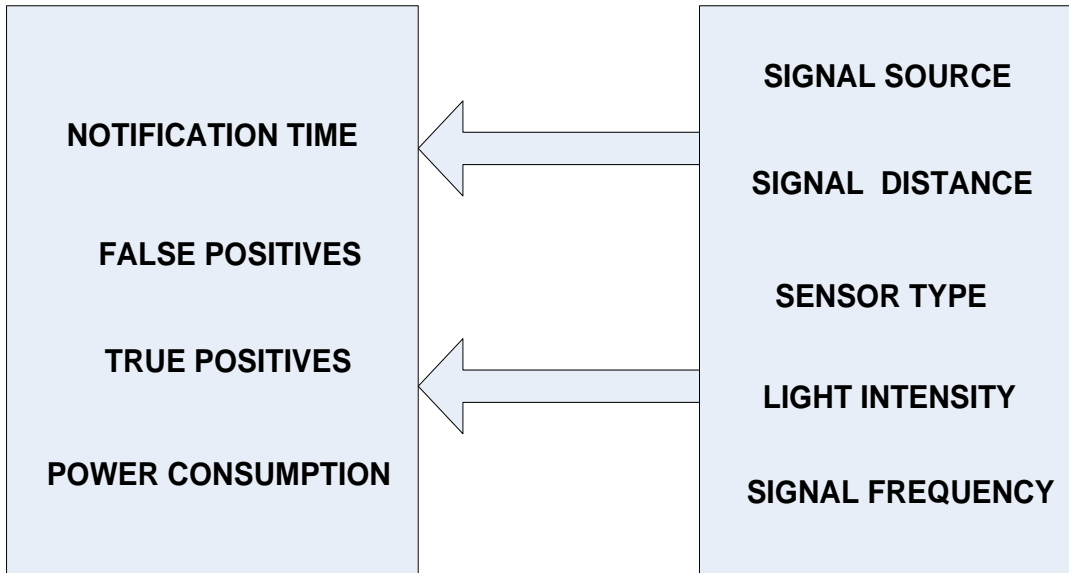 NOTIFICATION TIME
FALSE POSITIVES
TRUE POSITIVES
POWER CONSUMPTION
SIGNAL SOURCE
SIGNAL  DISTANCE
SENSOR TYPE
LIGHT INTENSITY
SIGNAL FREQUENCY